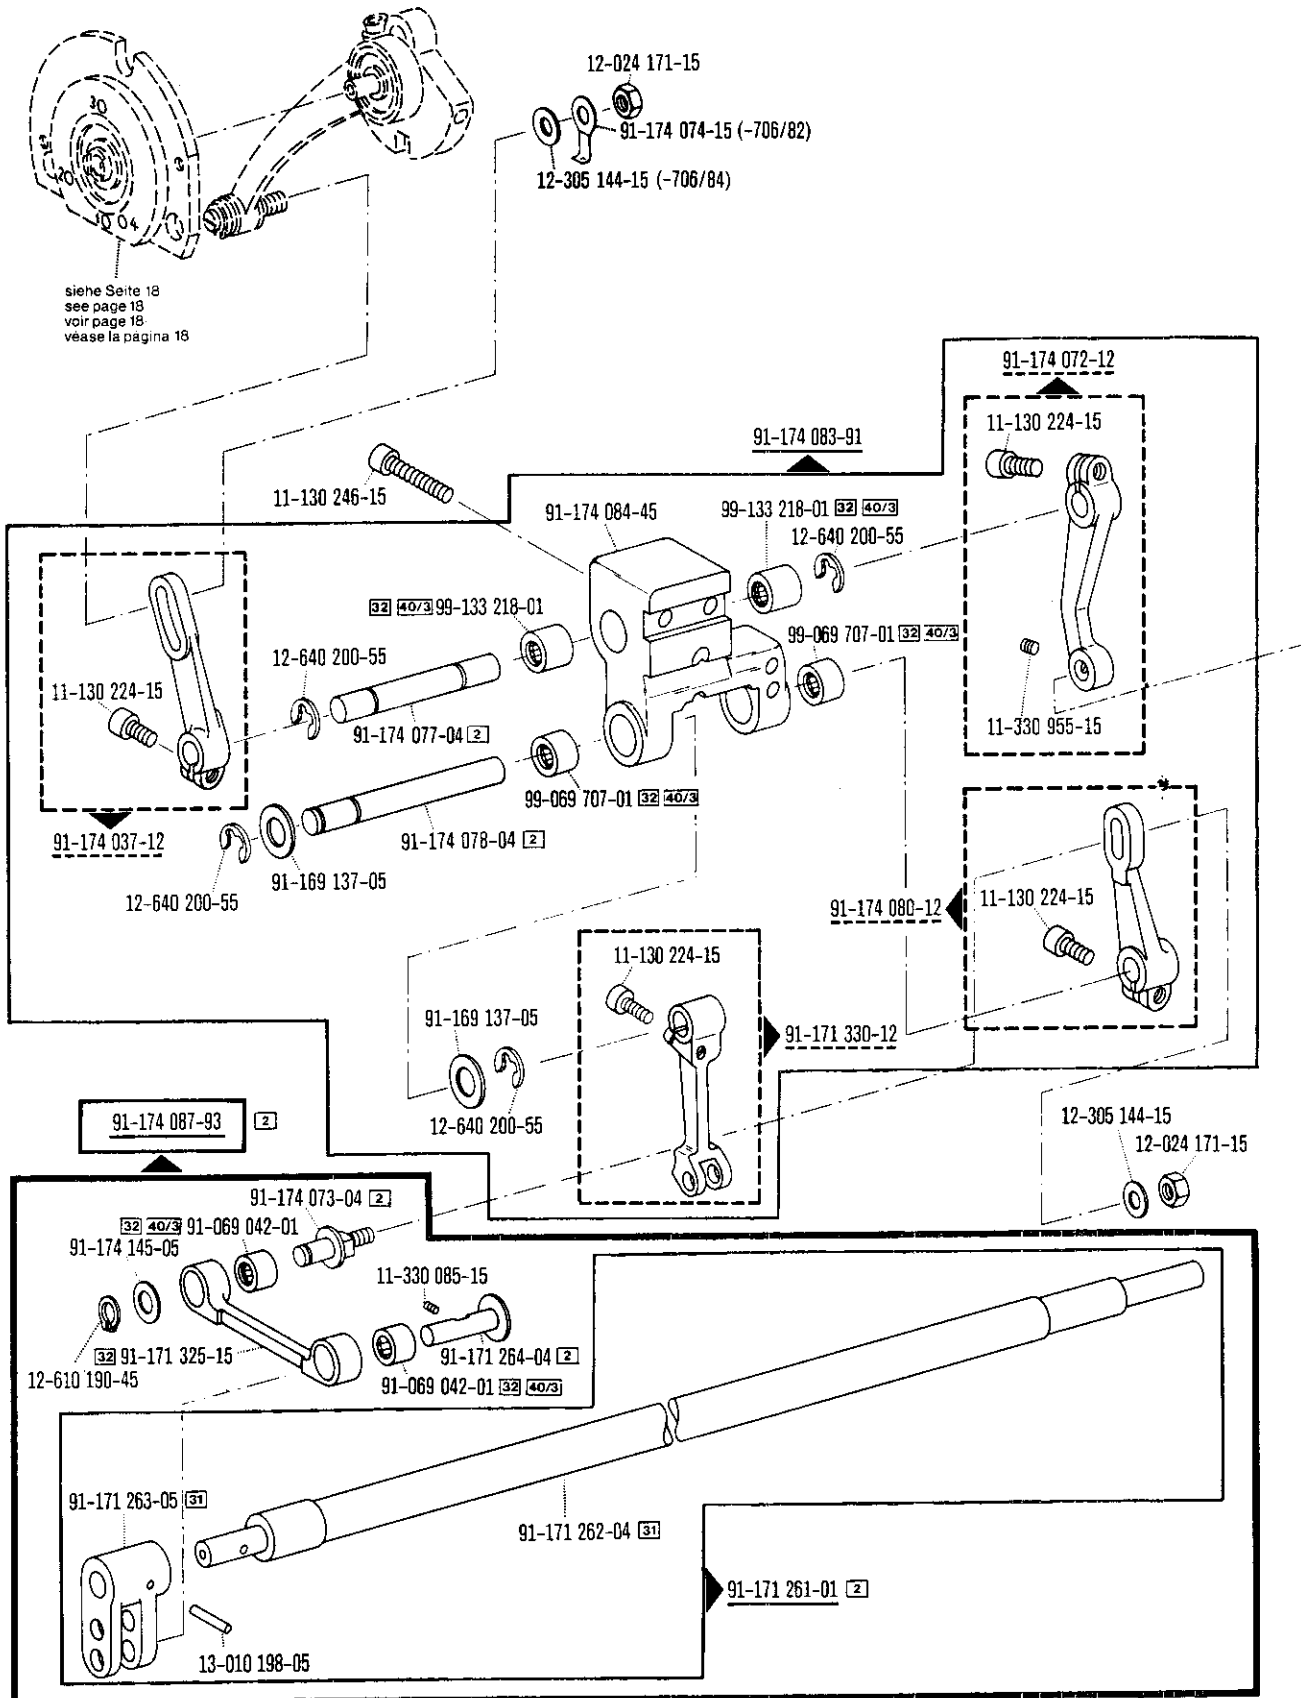 12-024 171-15
91-174 074-15 (-706/82)
12-305 144-15 (-706/84)
30
20
10
4
siehe Seite 18
see page 18
voir page 18
véase la página 18
91-174 072-12
11-130 224-15
91-174 083-91
11-130 246-15
91-174 084-45
99-133 218-01 32 40/3
12-640 200-55
32 40/3 99-133 218-01
99-069 707-01 32 40/3
12-640 200-55
11-130 224-15
91-174 077-04 2
11-330 955-15
99-069 707-01 32 40/3
91-174 037-12
91-174 078-04 2
91-169 137-05
12-640 200-55
91-174 080-12
11-130 224-15
11-130 224-15
91-169 137-05
91-171 330-12
12-640 200-55
91-174 087-93 2
12-305 144-15
12-024 171-15
91-174 073-04 2
32 40/3 91-069 042-01
91-174 145-05
11-330 085-15
32 91-171 325-15
91-171 264-04 2
12-610 190-45
91-069 042-01 32 40/3
91-171 263-05 31
91-171 262-04 31
91-171 261-01 2
13-010 198-05